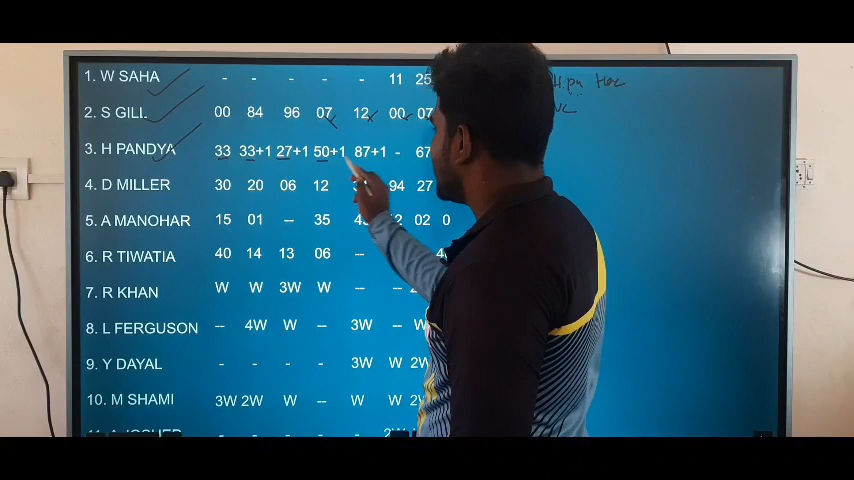 1. W SAHA - - - - - 11 25
2. S GILL 00 84 96 07 12 00 07
3. H PANDYA 33 33+1 27+1 50+1 87+1 - 67
4. D MILLER 30 20 06 12 94 27
5. A MANOHAR 15 01 -- 35 02 0
6. R TIWATIA 40 14 13 06 --
7. R KHAN W W 3W W -- --
8. L FERGUSON -- 4W W -- 3W --
9. Y DAYAL - - - - 3W W 2W
10. M SHAMI 3W 2W W -- W W